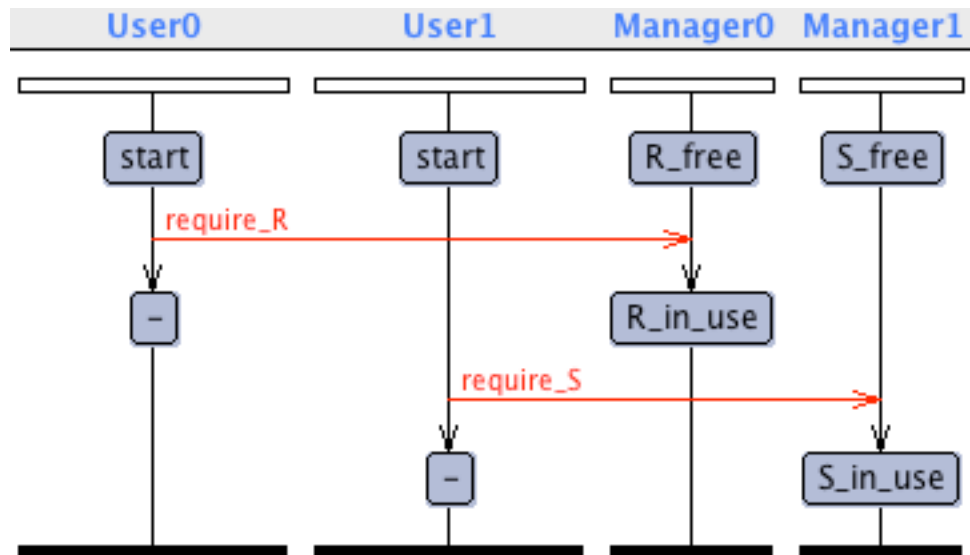 User0 User1 Manager0 Manager1
start start R_free S_free
require_R
- R_in_use
require_S
- S_in_use